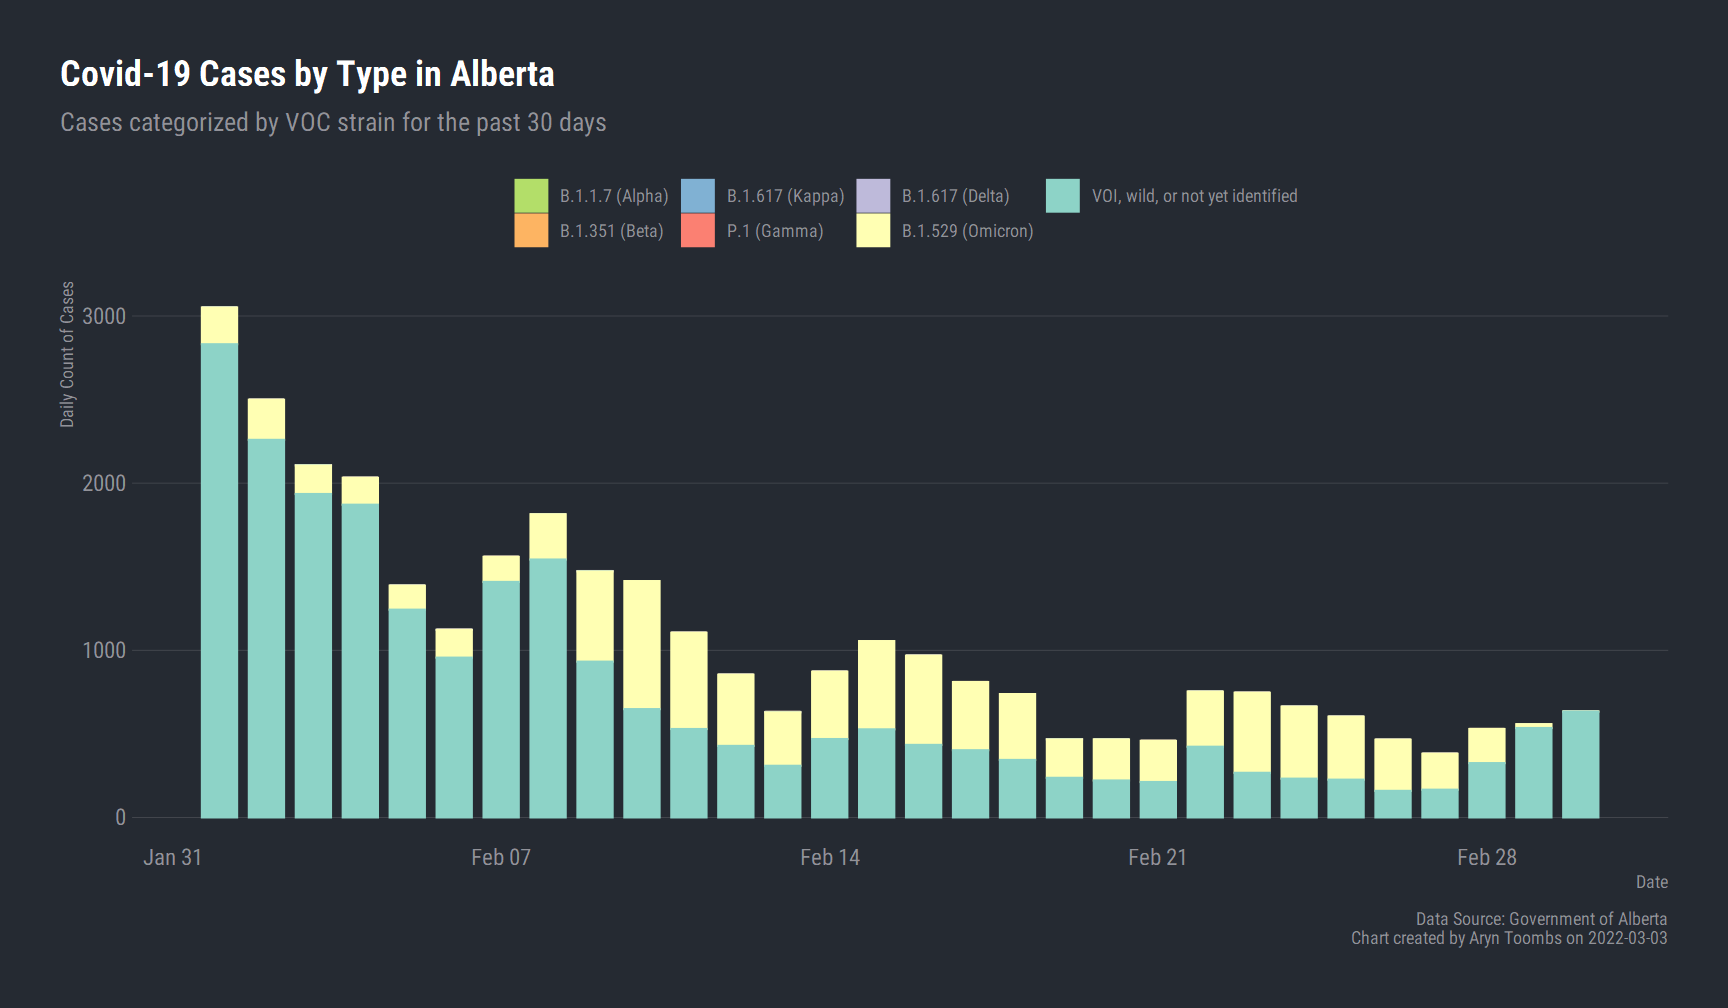 Covid-19 Cases by Type in Alberta
Cases categorized by VOC strain for the past 30 days
B.1.1.7 (Alpha)
B.1.617 (Kappa)
B.1.617 (Delta)
VOI, wild, or not yet identified
B.1.351 (Beta)
P.1 (Gamma)
B.1.529 (Omicron)
Daily Count of Cases
3000
2000
1000
0
Jan 31
Feb 07
Feb 14
Feb 21
Feb 28
Date
Data Source: Government of Alberta
Chart created by Aryn Toombs on 2022-03-03